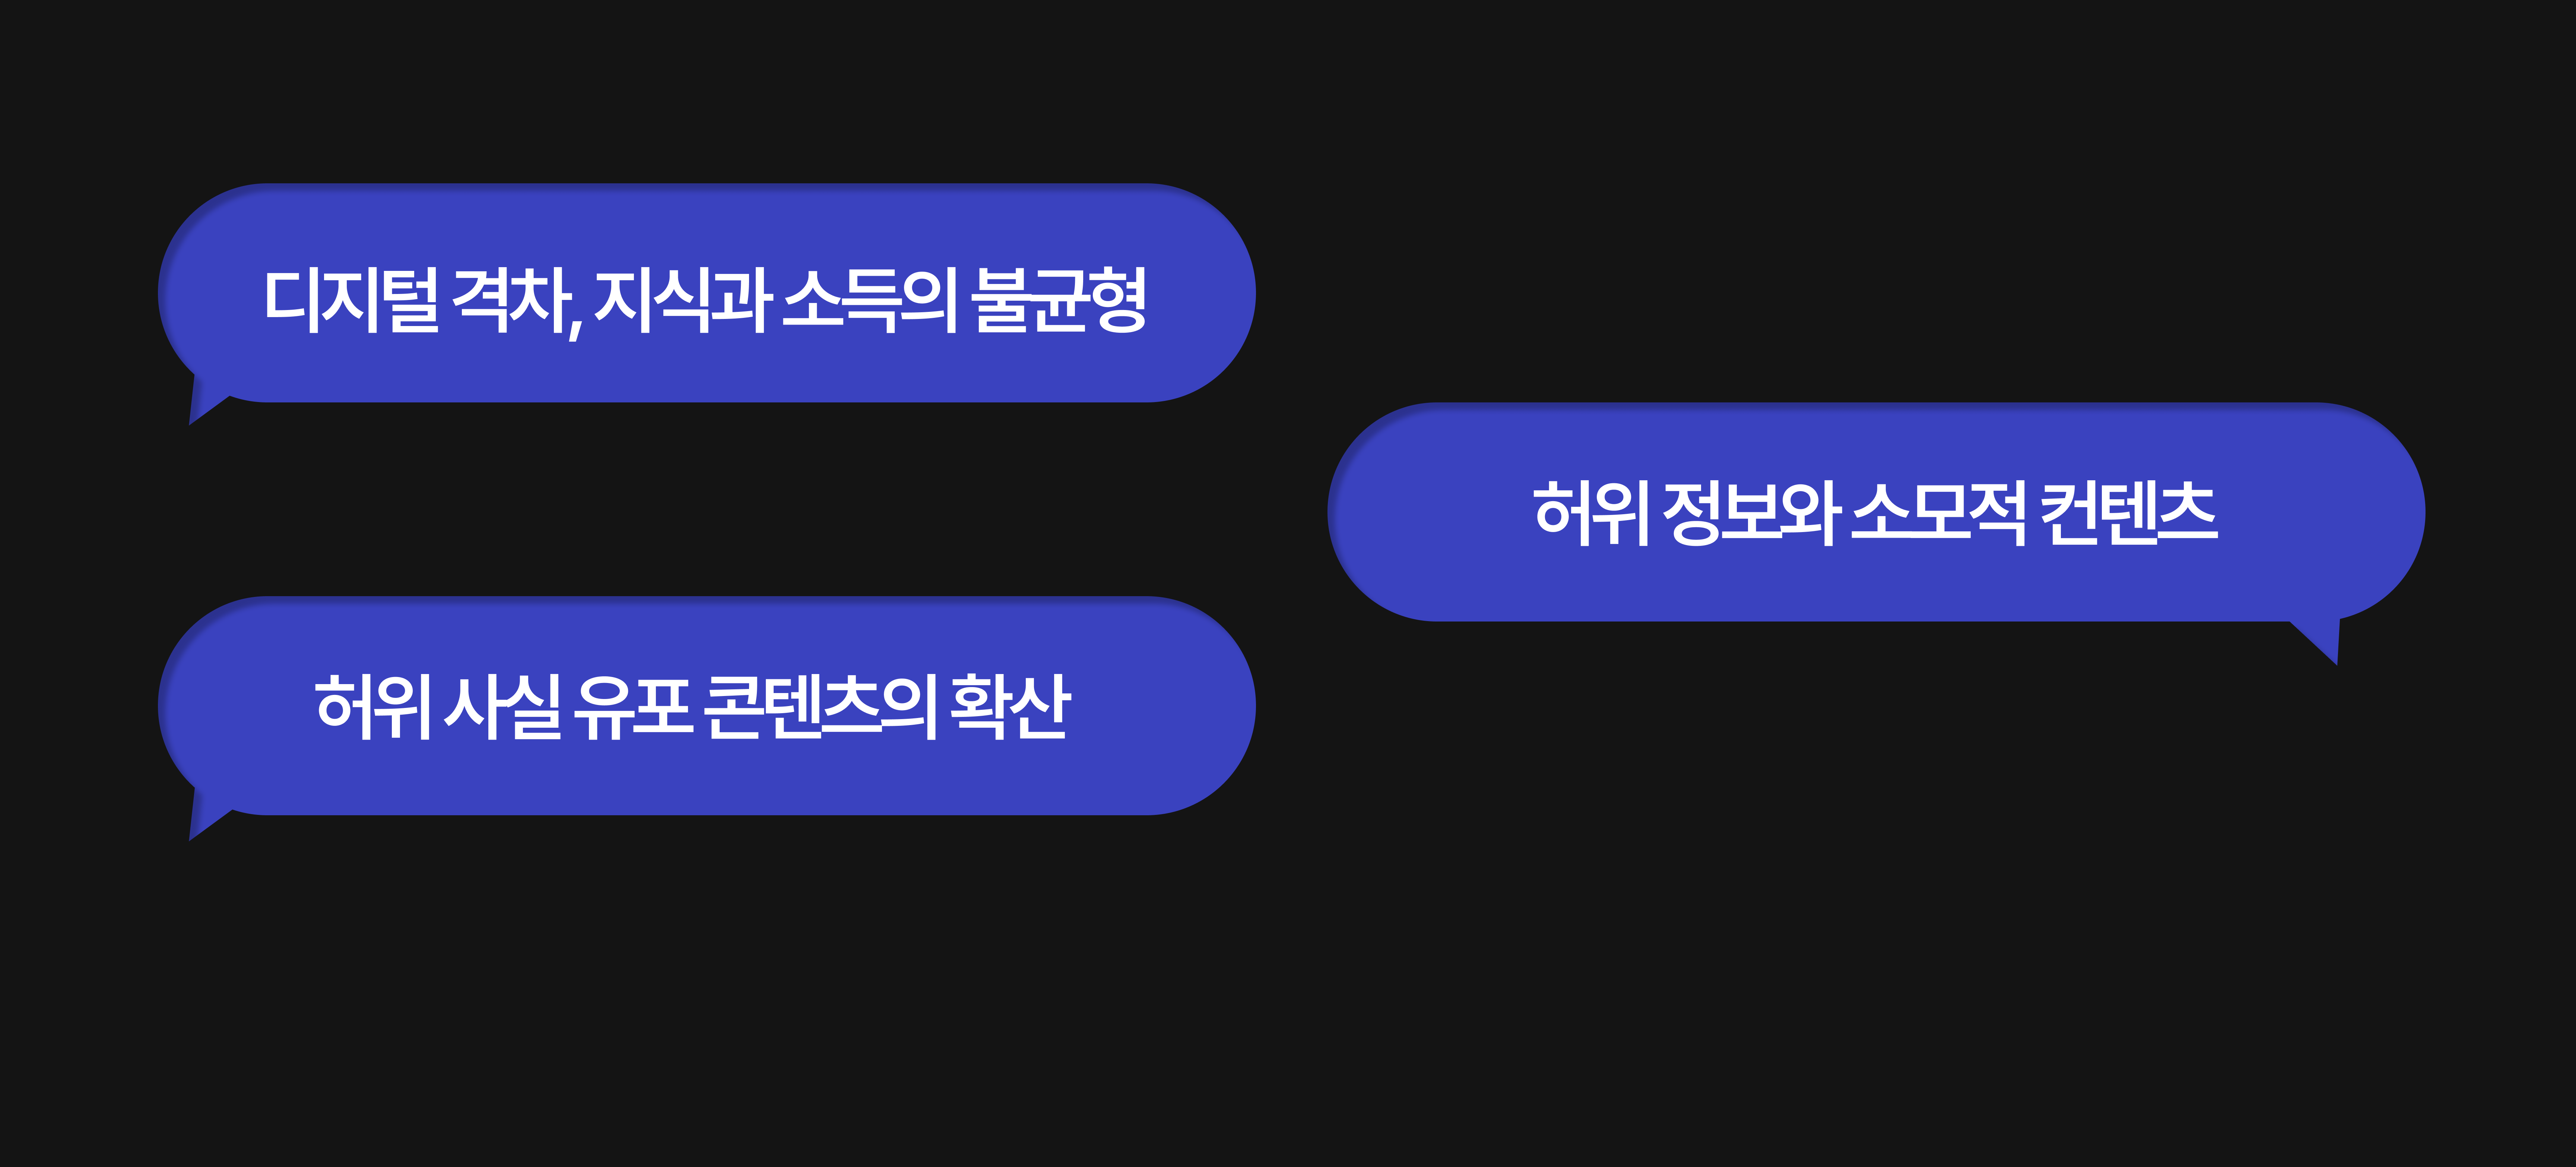 디지털 격차, 지식과 소득의 불균형
허위 정보와 소모적 컨텐츠
허위 사실 유포 콘텐츠의 확산